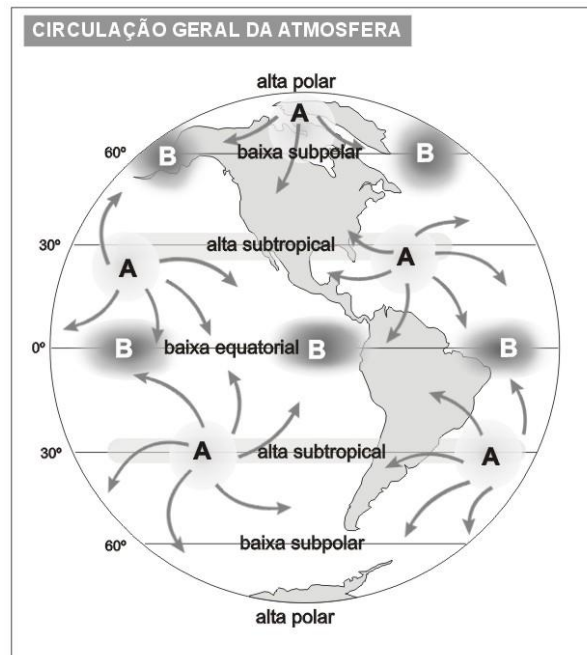 CIRCULAÇÃO GERAL DA ATMOSFERA
alta polar
A
B
60º
baixa subpolar
B
30º
alta subtropical
A
A
B
0º
baixa equatorial
B
B
A
30º
alta subtropical
A
60º
baixa subpolar
alta polar